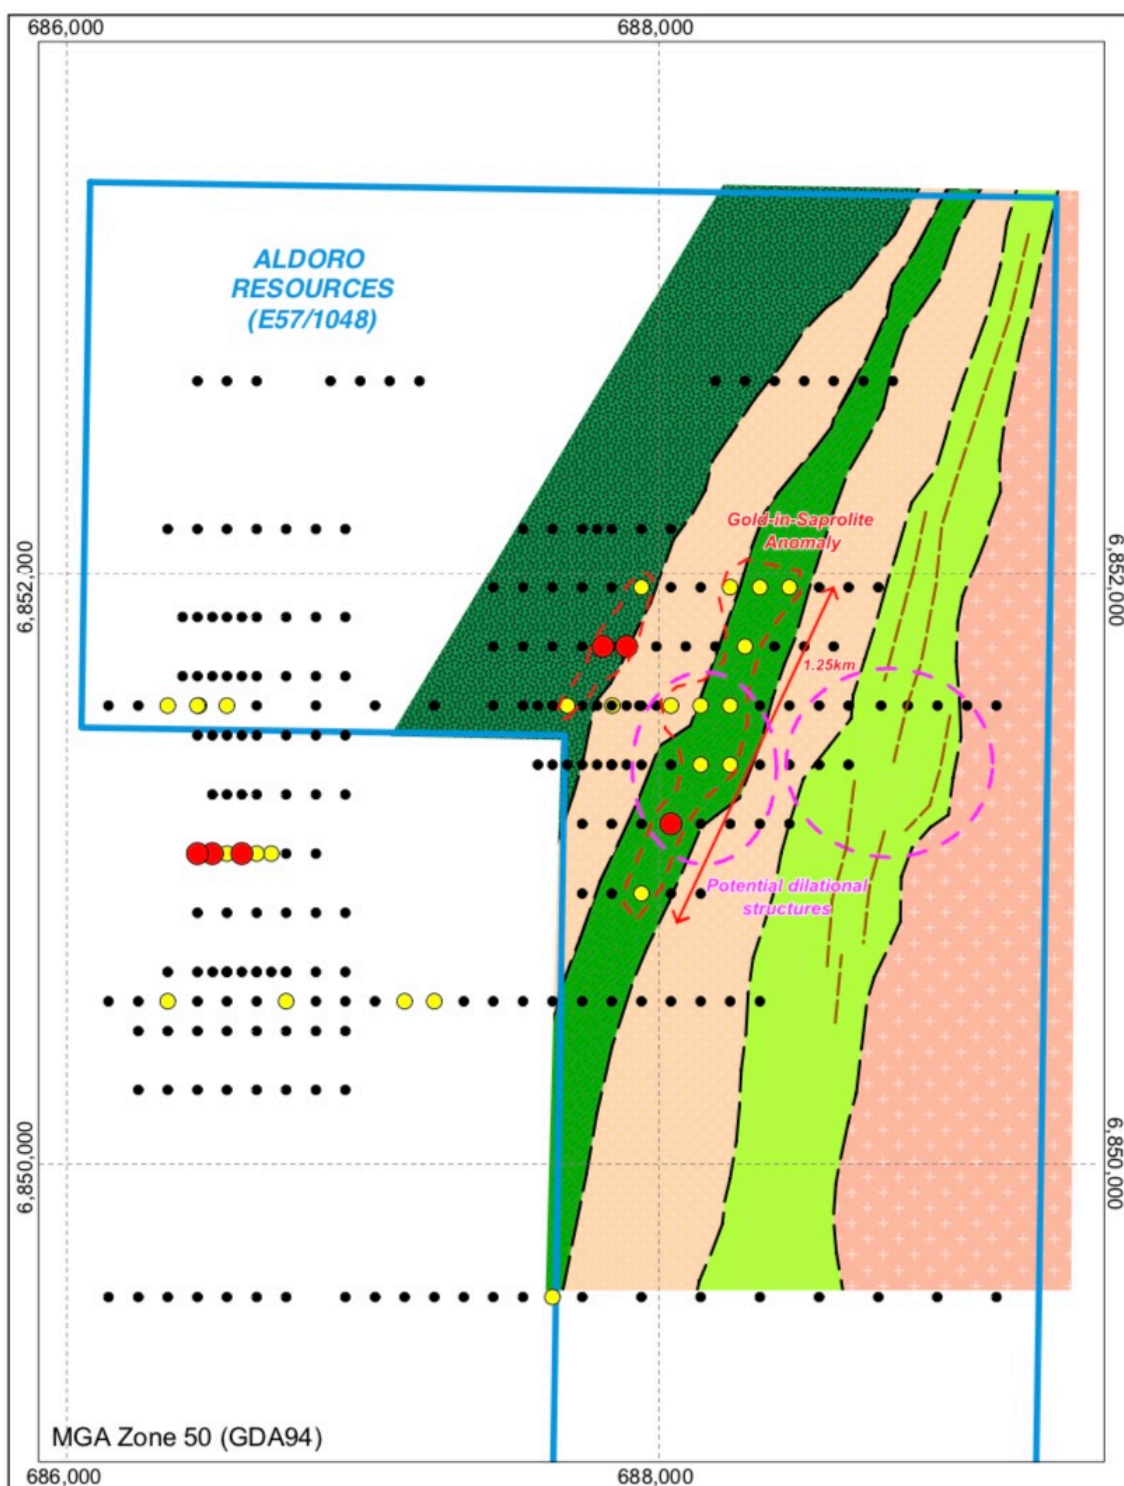 686,000
688,000
ALDORO
RESOURCES
(E57/1048)
Gold-in-Saprolite
Anomaly
6,852,000
6,852,000
1.25km
Potential dilational
structures
6,850,000
6,850,000
MGA Zone 50 (GDA94)
686,000
688,000